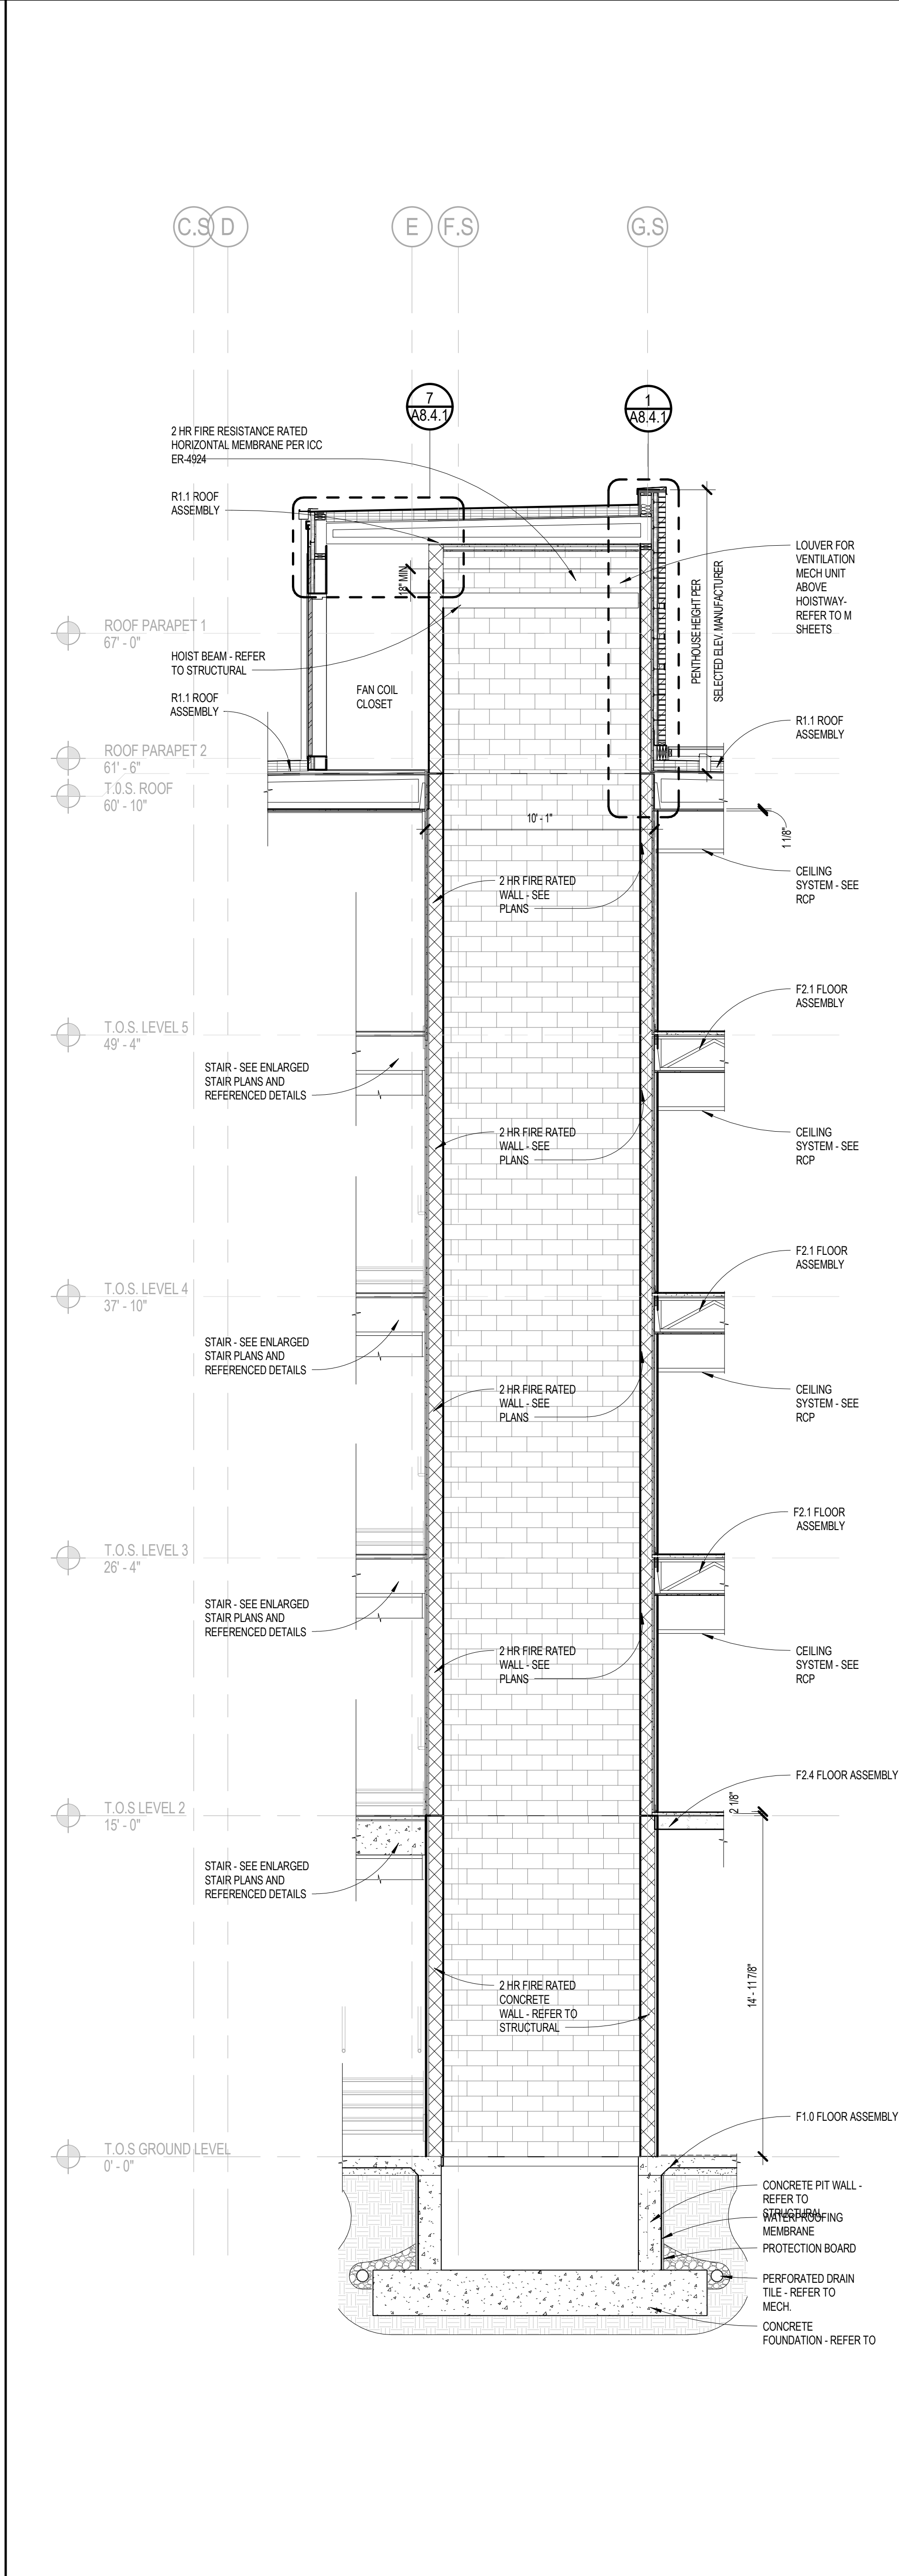 C.S
D
E
F.S
G.S
7
A8.4.1
1
A8.4.1
2 HR FIRE RESISTANCE RATED
HORIZONTAL MEMBRANE PER ICC
ER-4924
R1.1 ROOF
ASSEMBLY
18" MIN.
LOUVER FOR
VENTILATION
MECH UNIT
ABOVE
HOISTWAY-
REFER TO M
SHEETS
PENTHOUSE HEIGHT PER
SELECTED ELEV. MANUFACTURER
ROOF PARAPET 1
67' - 0"
HOIST BEAM - REFER
TO STRUCTURAL
FAN COIL
CLOSET
R1.1 ROOF
ASSEMBLY
R1.1 ROOF
ASSEMBLY
ROOF PARAPET 2
61' - 6"
T.0.S. ROOF
60' - 10"
10' - 1"
1 1/8"
CEILING
SYSTEM - SEE
RCP
2 HR FIRE RATED
WALL - SEE
PLANS
F2.1 FLOOR
ASSEMBLY
T.O.S. LEVEL 5
49' - 4"
STAIR - SEE ENLARGED
STAIR PLANS AND
REFERENCED DETAILS
2 HR FIRE RATED
WALL - SEE
PLANS
CEILING
SYSTEM - SEE
RCP
F2.1 FLOOR
ASSEMBLY
T.O.S. LEVEL 4
37' - 10"
STAIR - SEE ENLARGED
STAIR PLANS AND
REFERENCED DETAILS
2 HR FIRE RATED
WALL - SEE
PLANS
CEILING
SYSTEM - SEE
RCP
F2.1 FLOOR
ASSEMBLY
T.O.S. LEVEL 3
26' - 4"
STAIR - SEE ENLARGED
STAIR PLANS AND
REFERENCED DETAILS
2 HR FIRE RATED
WALL - SEE
PLANS
CEILING
SYSTEM - SEE
RCP
F2.4 FLOOR ASSEMBLY
2 1/8"
T.O.S LEVEL 2
15' - 0"
STAIR - SEE ENLARGED
STAIR PLANS AND
REFERENCED DETAILS
2 HR FIRE RATED
CONCRETE
WALL - REFER TO
STRUCTURAL
14' - 11 7/8"
F1.0 FLOOR ASSEMBLY
T.O.S GROUND LEVEL
0' - 0"
CONCRETE PIT WALL -
REFER TO
STRUCTURAL
WATERPROOFING
MEMBRANE
PROTECTION BOARD
PERFORATED DRAIN
TILE - REFER TO
MECH.
CONCRETE
FOUNDATION - REFER TO